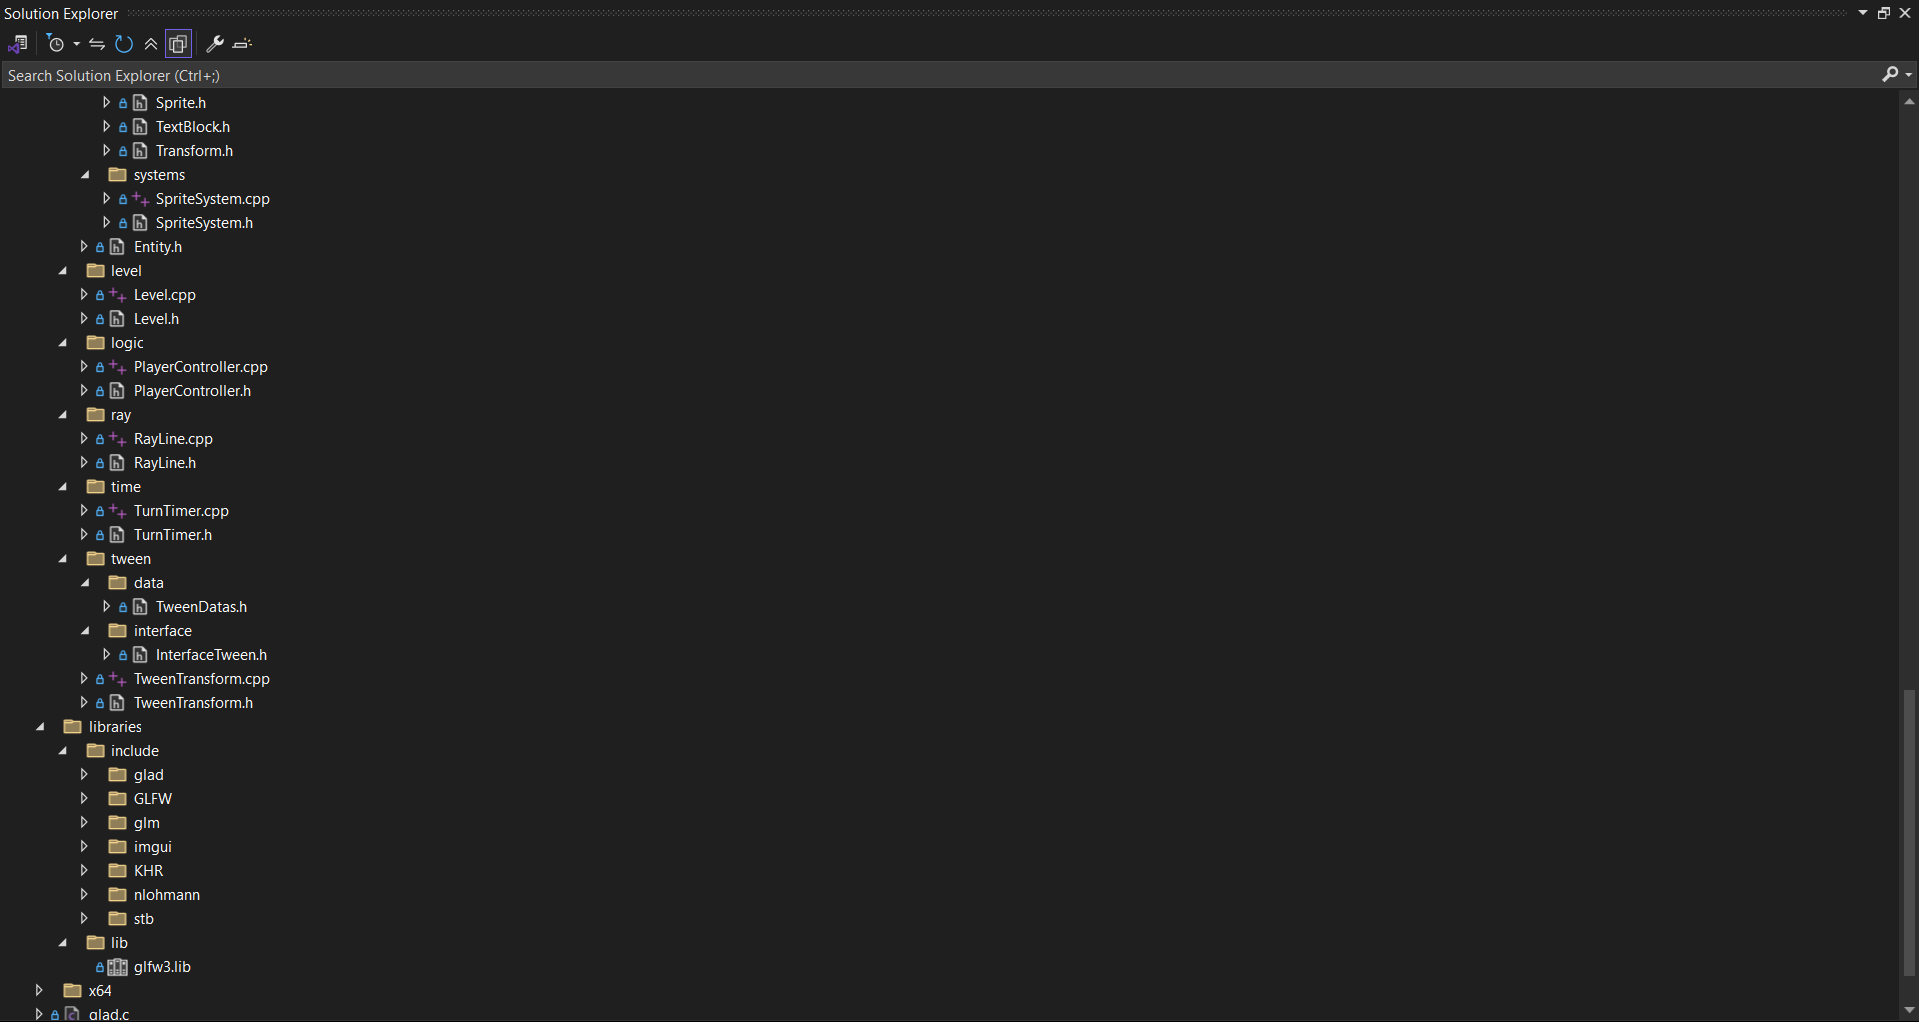 Solution Explorer
Search Solution Explorer (Ctrl+;)
Sprite.h
TextBlock.h
Transform.h
systems
SpriteSystem.cpp
SpriteSystem.h
Entity.h
level
Level.cpp
Level.h
logic
PlayerController.cpp
PlayerController.h
ray
RayLine.cpp
RayLine.h
time
TurnTimer.cpp
TurnTimer.h
tween
data
TweenDatas.h
interface
InterfaceTween.h
TweenTransform.cpp
TweenTransform.h
libraries
include
glad
GLFW
glm
imgui
KHR
nlohmann
stb
lib
glfw3.lib
x64
glad.c